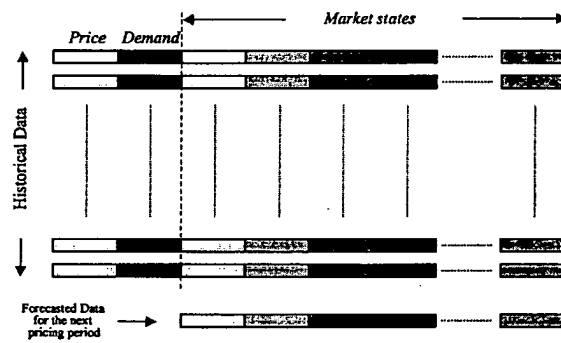 Market states
Price Demand
Historical Data
Forecasted Data
for the next
pricing period